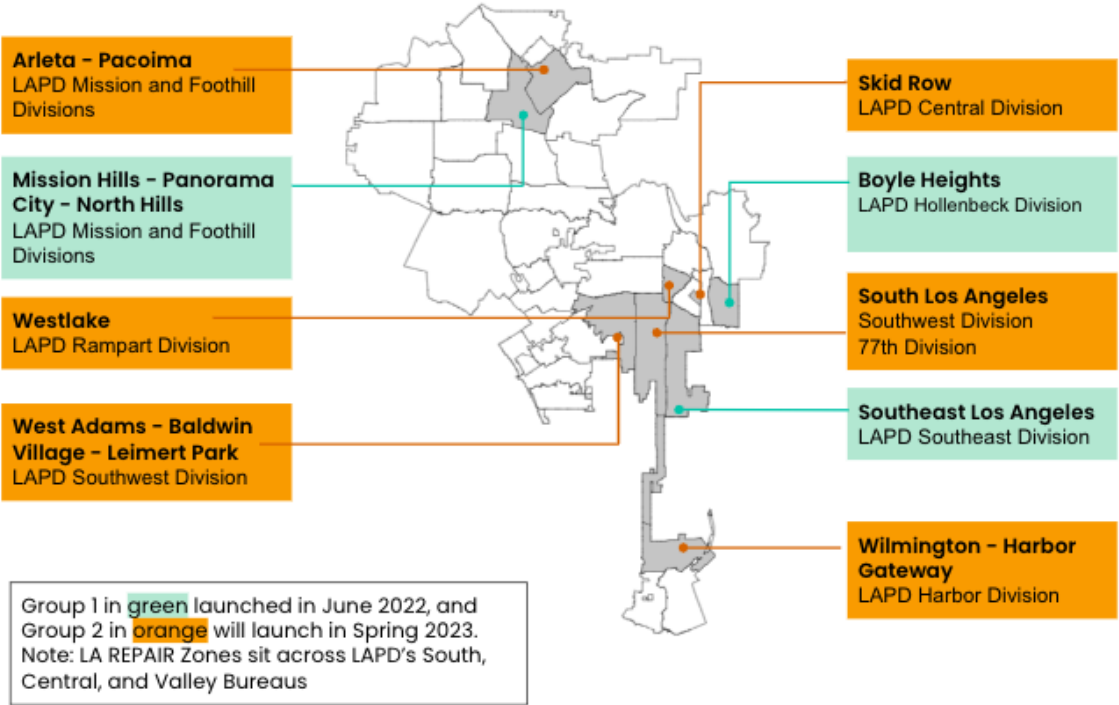 Arleta - Pacoima
LAPD Mission and Foothill
Divisions
Mission Hills - Panorama
City - North Hills
LAPD Mission and Foothill
Divisions
Westlake
LAPD Rampart Division
West Adams - Baldwin
Village - Leimert Park
LAPD Southwest Division
Skid Row
LAPD Central Division
Boyle Heights
LAPD Hollenbeck Division
South Los Angeles
Southwest Division
77th Division
Southeast Los Angeles
LAPD Southeast Division
Wilmington - Harbor
Gateway
LAPD Harbor Division
Group 1 in green launched in June 2022, and
Group 2 in orange will launch in Spring 2023.
Note: LA REPAIR Zones sit across LAPD's South,
Central, and Valley Bureaus